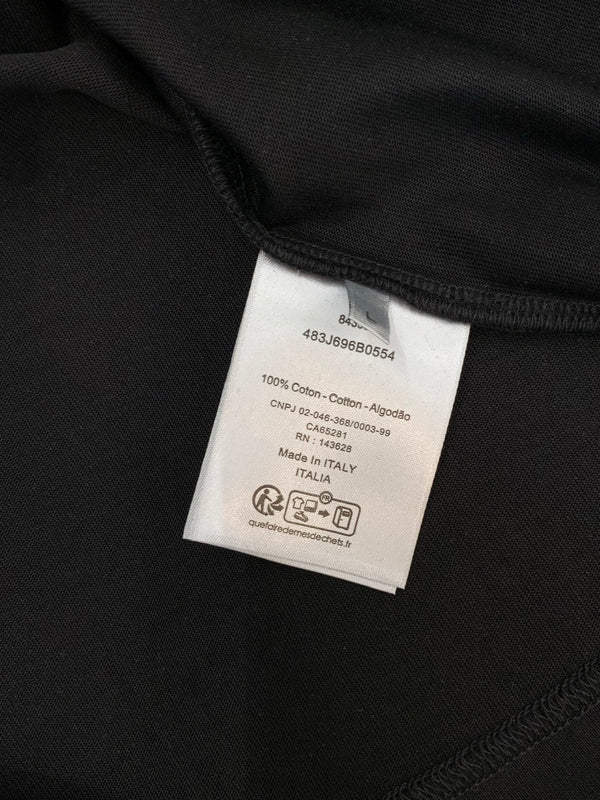 L
483J696B0554
100% Coton - Cotton - Algodão
CNPJ 02-046-368/0003-99
CA65281
RN : 143628
Made In ITALY
ITALIA
FR
quefairedemesdechets.fr